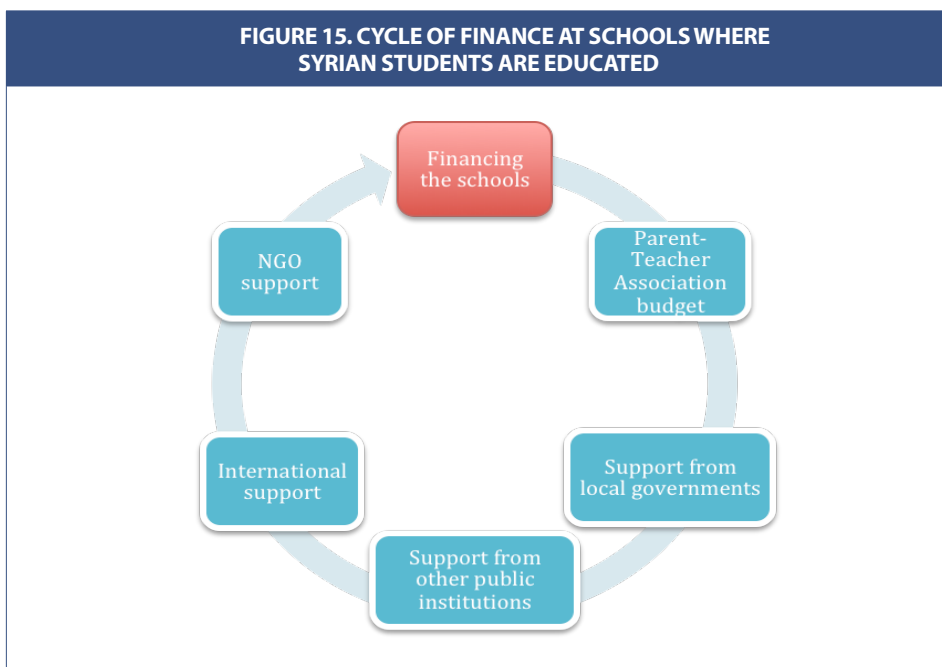 FIGURE 15. CYCLE OF FINANCE AT SCHOOLS WHERE
SYRIAN STUDENTS ARE EDUCATED
Financing
the schools
Parent-
Teacher
Association
budget
Support from
local governments
Support from
other public
institutions
International
support
NGO
support